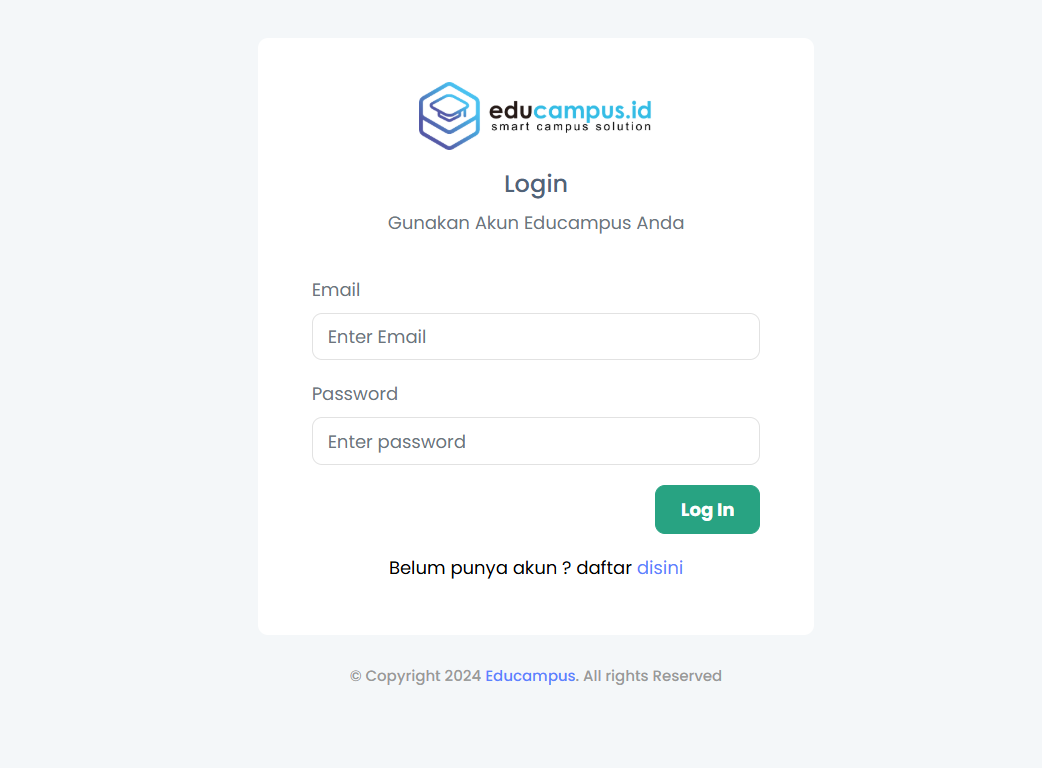 educampus.id
smart campus solution
Login
Gunakan Akun Educampus Anda
Email
Enter Email
Password
Enter password
Log In
Belum punya akun ? daftar disini
© Copyright 2024 Educampus. All rights Reserved